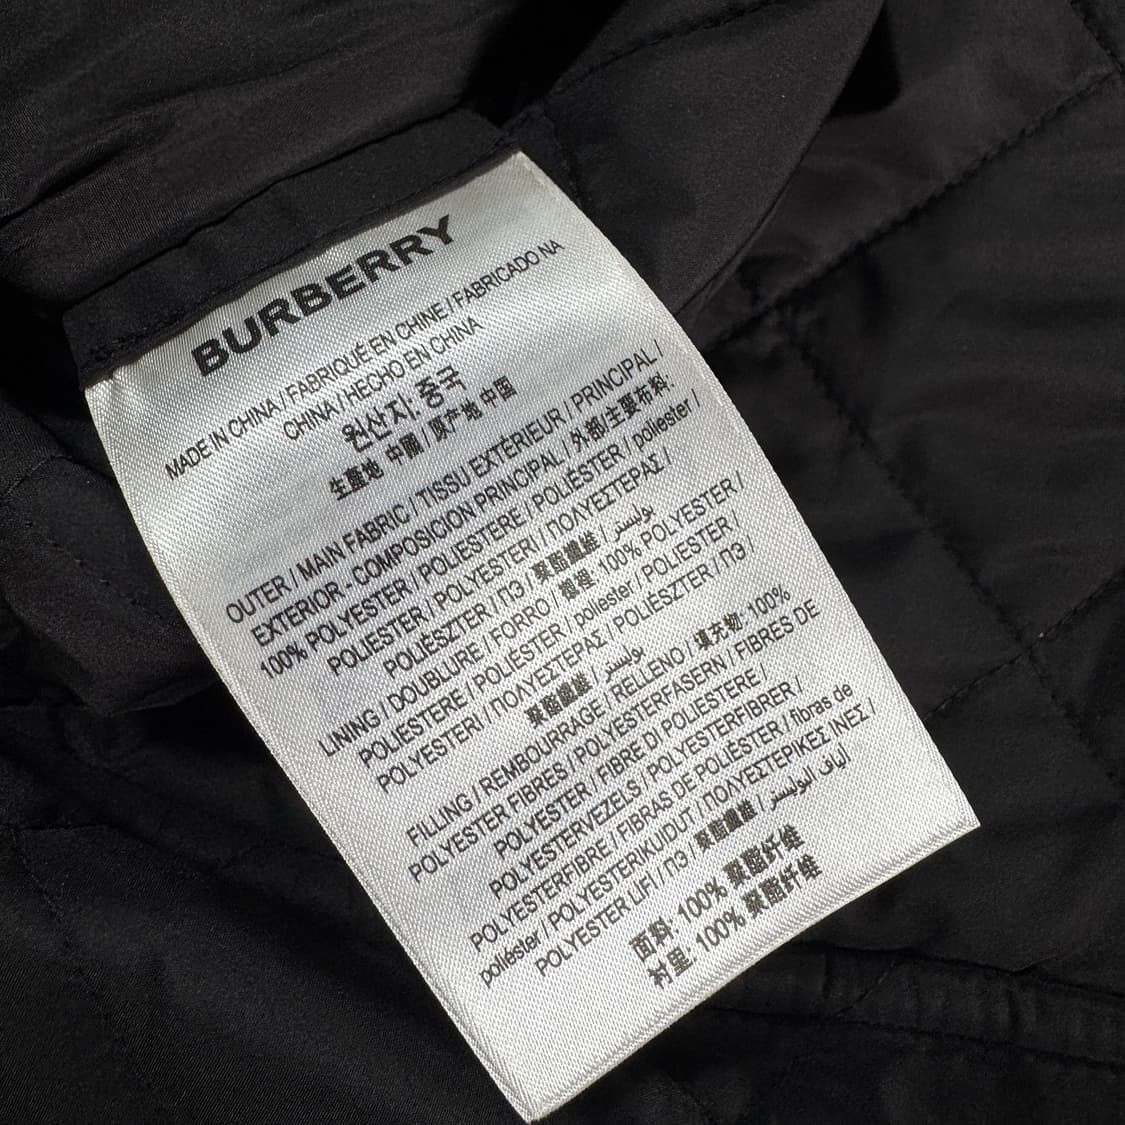 BURBERRY
MADE IN CHINA / FABRIQUÉ EN CHINE / FABRICADO NA
CHINA / HECHO EN CHINA
원산지: 중국
生產地 中國 / 原产地 中国
OUTER / MAIN FABRIC / TISSU EXTÉRIEUR / PRINCIPAL /
EXTERIOR - COMPOSICION PRINCIPAL / 外部/主要布料:
100% POLYESTER / POLIESTERE / POLIÉSTER / poliester /
POLIESTER / POLYESTERI / ΠΟΛΥΕΣΤΕΡΑΣ /
POLIÉSZTER / ПЭ / 聚酯纖維 / بوليستر
LINING / DOUBLURE / FORRO / 裡裡: 100% POLYESTER /
POLIESTERE / POLIÉSTER / poliester / POLIESTER /
POLYESTERI / ΠΟΛΥΕΣΤΕΡΑΣ / POLIÉSZTER / ПЭ /
聚酯纖維 / بوليستر
FILLING / REMBOURRAGE / RELLENO / 填充物: 100%
POLYESTER FIBRES / POLYESTERFASERN / FIBRES DE
POLYESTER / FIBRE DI POLIESTERE /
POLYESTERVEZELS / POLYESTERFIBRER /
POLYESTERFIBRE / FIBRAS DE POLIÉSTER / fibras de
poliéster / POLYESTERIKUIDUT / ΠΟΛΥΕΣΤΕΡΙΚΕΣ ΙΝΕΣ /
POLYESTER LIFI / ПЭ / 聚酯纖維 / ألياف البوليستر
面料: 100% 聚酯纤维
衬里: 100% 聚酯纤维